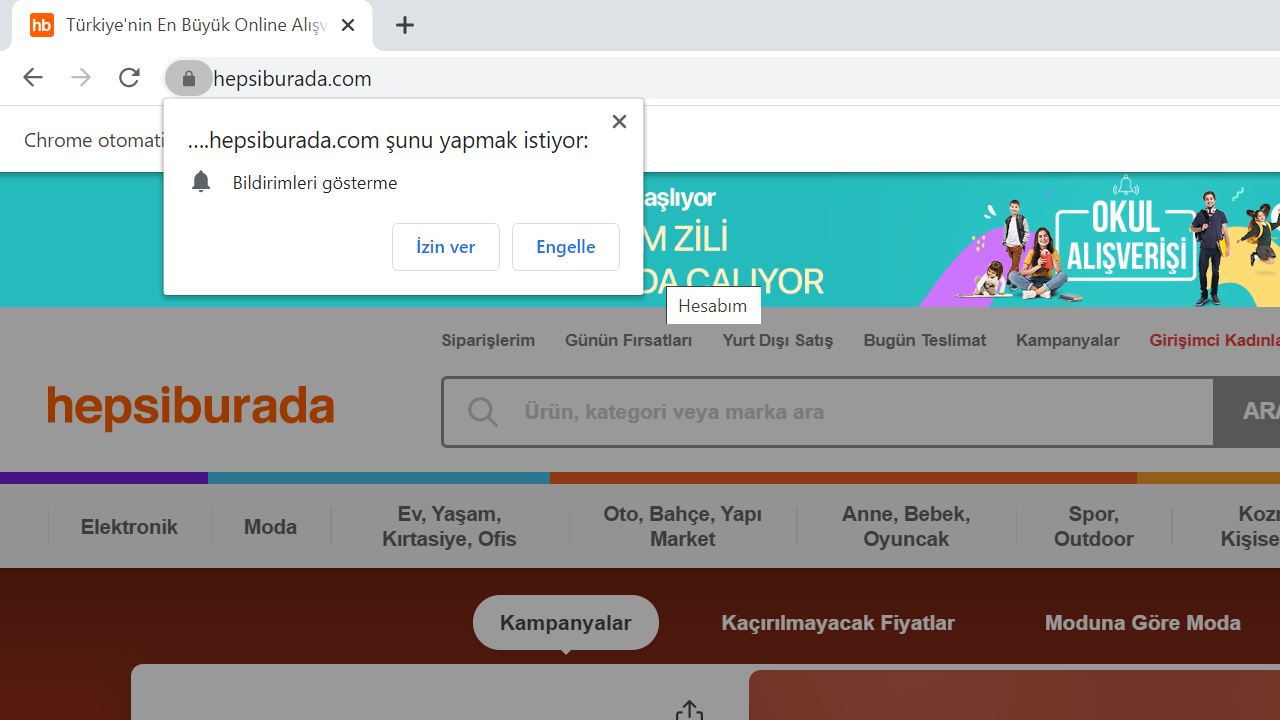 hb Türkiye'nin En Büyük Online Alışv
hepsiburada.com
Chrome otomati
....hepsiburada.com şunu yapmak istiyor:
Bildirimleri gösterme
İzin ver
Engelle
aşlıyor
M ZİLİ
DA ÇALIYOR
OKUL
ALIŞVERİŞİ
Hesabım
Siparişlerim
Günün Fırsatları
Yurt Dışı Satış
Bugün Teslimat
Kampanyalar
Girişimci Kadınla
hepsiburada
Ürün, kategori veya marka ara
ARA
Elektronik
Moda
Ev, Yaşam,
Kırtasiye, Ofis
Oto, Bahçe, Yapı
Market
Anne, Bebek,
Oyuncak
Spor,
Outdoor
Kozm
Kişise
Kampanyalar
Kaçırılmayacak Fiyatlar
Moduna Göre Moda